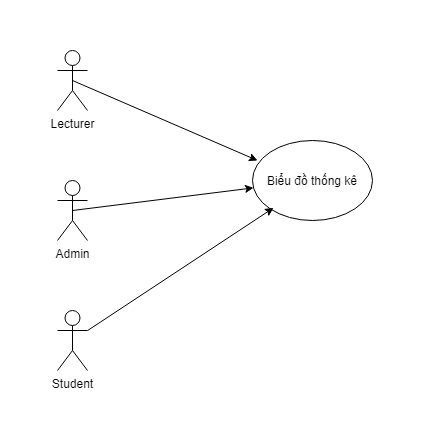 Lecturer
Biểu đồ thống kê
Admin
Student